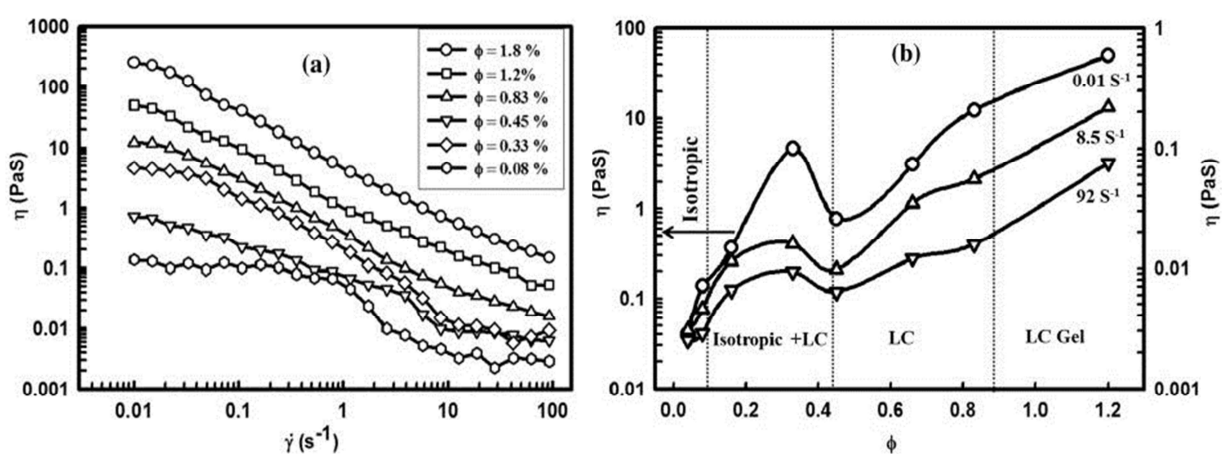 (a)
1000
100
10
1
0.1
0.01
0.001
η (PaS)
0.01
0.1
1
10
100
γ̇ (s⁻¹)
ϕ = 1.8 %
ϕ = 1.2%
ϕ = 0.83 %
ϕ = 0.45 %
ϕ = 0.33 %
ϕ = 0.08 %
(b)
100
10
1
0.1
0.01
η (PaS)
0.0
0.2
0.4
0.6
0.8
1.0
1.2
ϕ
1
0.1
0.01
0.001
η (PaS)
Isotropic
Isotropic +LC
LC
LC Gel
0.01 S⁻¹
8.5 S⁻¹
92 S⁻¹